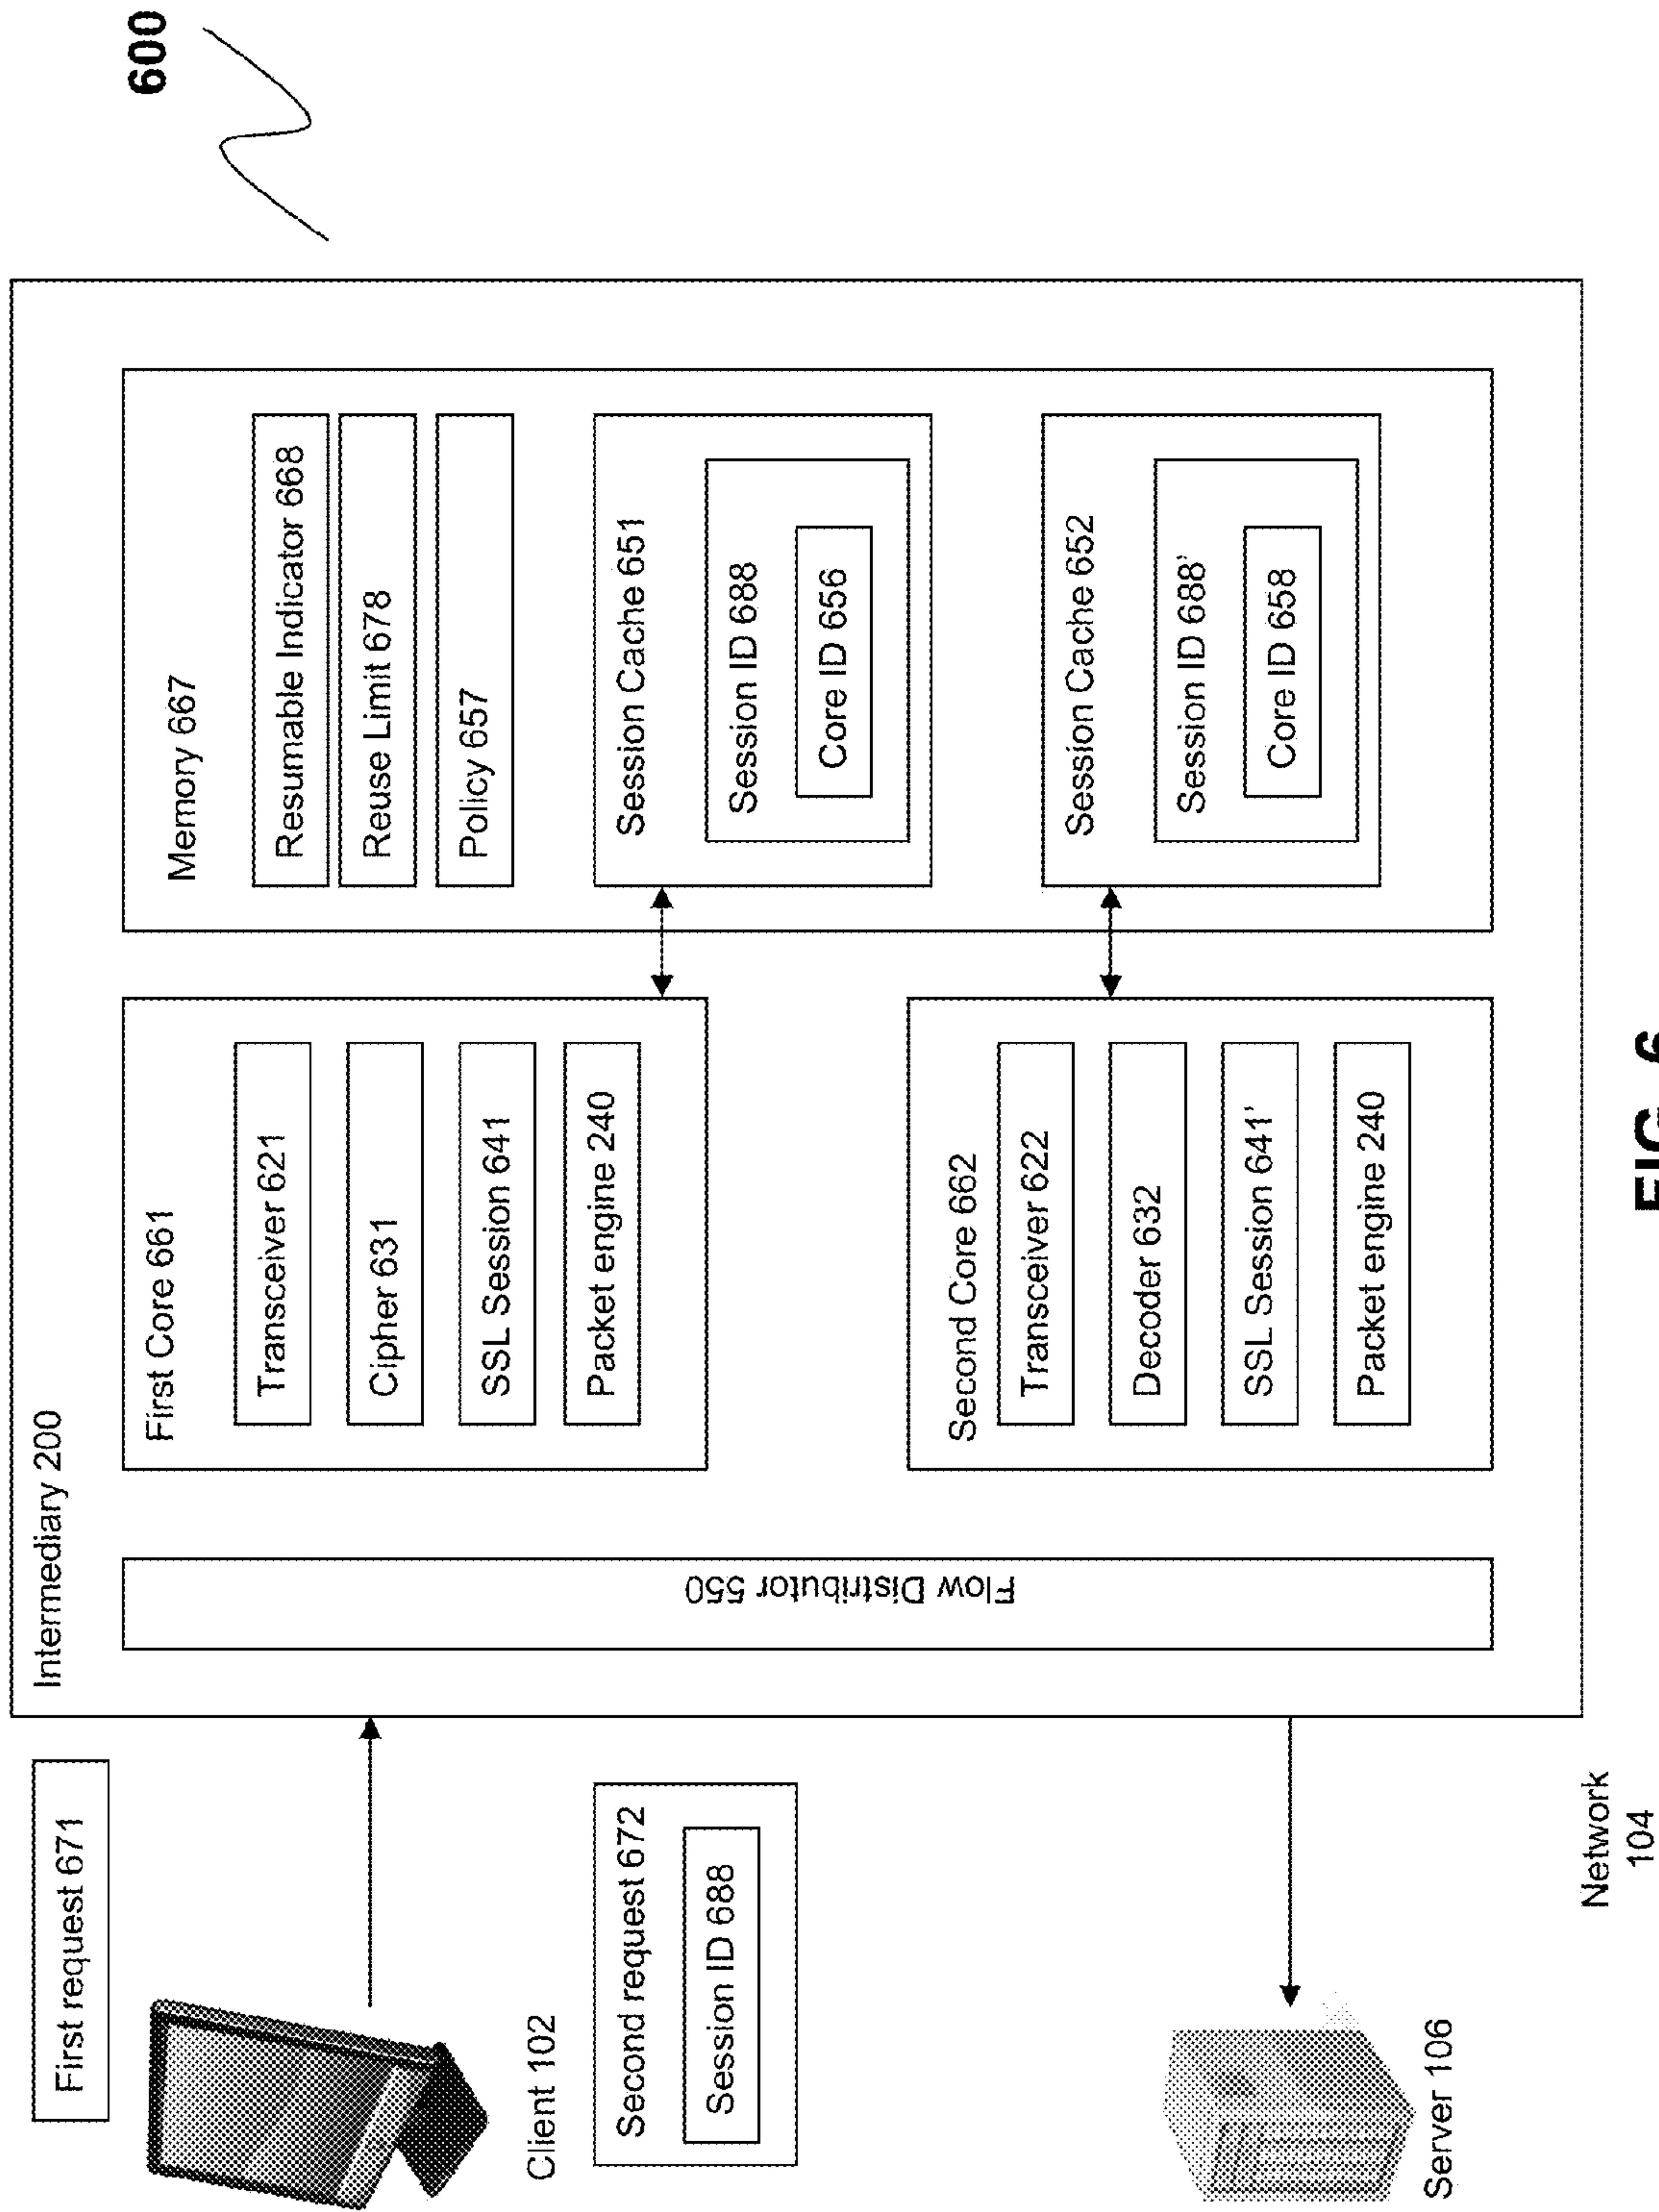 600
First request 671
Client 102
Second request 672
Session ID 688
Server 106
Network
104
Intermediary 200
Flow Distributor 550
First Core 661
Transceiver 621
Cipher 631
SSL Session 641
Packet engine 240
Second Core 662
Transceiver 622
Decoder 632
SSL Session 641'
Packet engine 240
Memory 667
Resumable Indicator 668
Reuse Limit 678
Policy 657
Session Cache 651
Session ID 688
Core ID 656
Session Cache 652
Session ID 688'
Core ID 658
FIG. 6